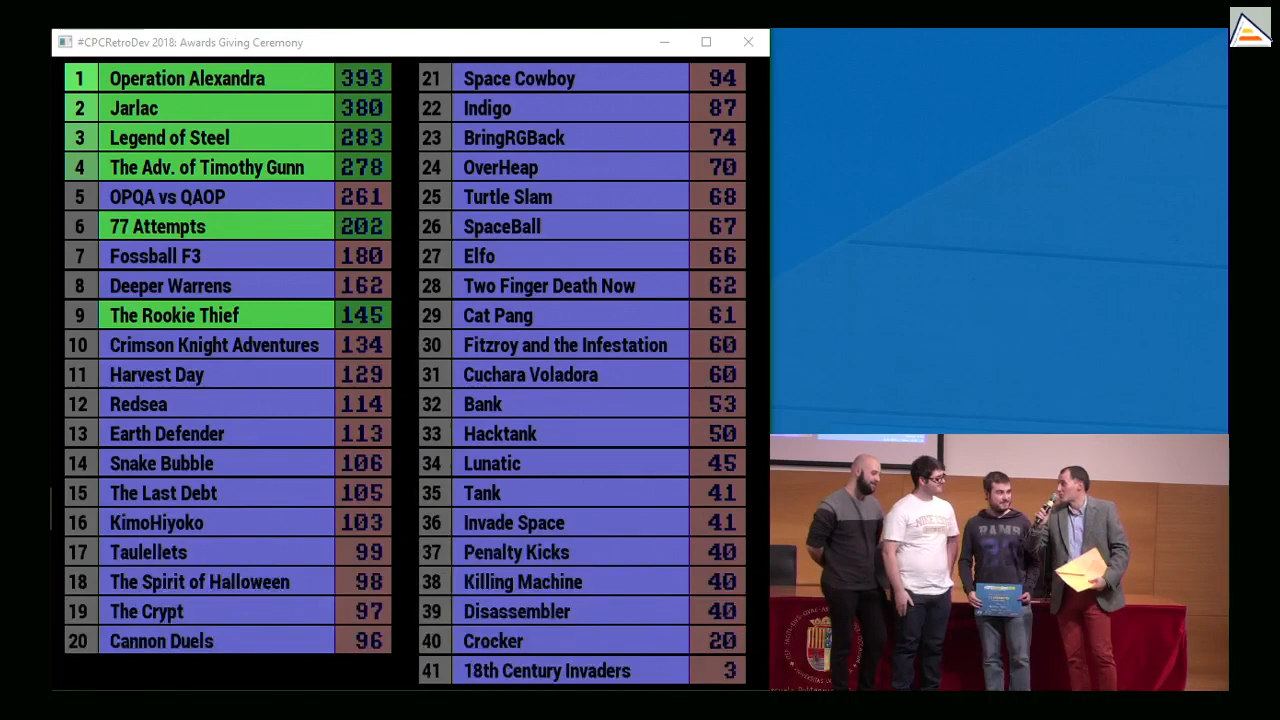 #CPCRetroDev 2018: Awards Giving Ceremony
1 Operation Alexandra 393
2 Jarlac 380
3 Legend of Steel 283
4 The Adv. of Timothy Gunn 278
5 OPQA vs QAOP 261
6 77 Attempts 202
7 Fossball F3 180
8 Deeper Warrens 162
9 The Rookie Thief 145
10 Crimson Knight Adventures 134
11 Harvest Day 129
12 Redsea 114
13 Earth Defender 113
14 Snake Bubble 106
15 The Last Debt 105
16 KimoHiyoko 103
17 Taulellets 99
18 The Spirit of Halloween 98
19 The Crypt 97
20 Cannon Duels 96
21 Space Cowboy 94
22 Indigo 87
23 BringRGBack 74
24 OverHeap 70
25 Turtle Slam 68
26 SpaceBall 67
27 Elfo 66
28 Two Finger Death Now 62
29 Cat Pang 61
30 Fitzroy and the Infestation 60
31 Cuchara Voladora 60
32 Bank 53
33 Hacktank 50
34 Lunatic 45
35 Tank 41
36 Invade Space 41
37 Penalty Kicks 40
38 Killing Machine 40
39 Disassembler 40
40 Crocker 20
41 18th Century Invaders 3
RAMS